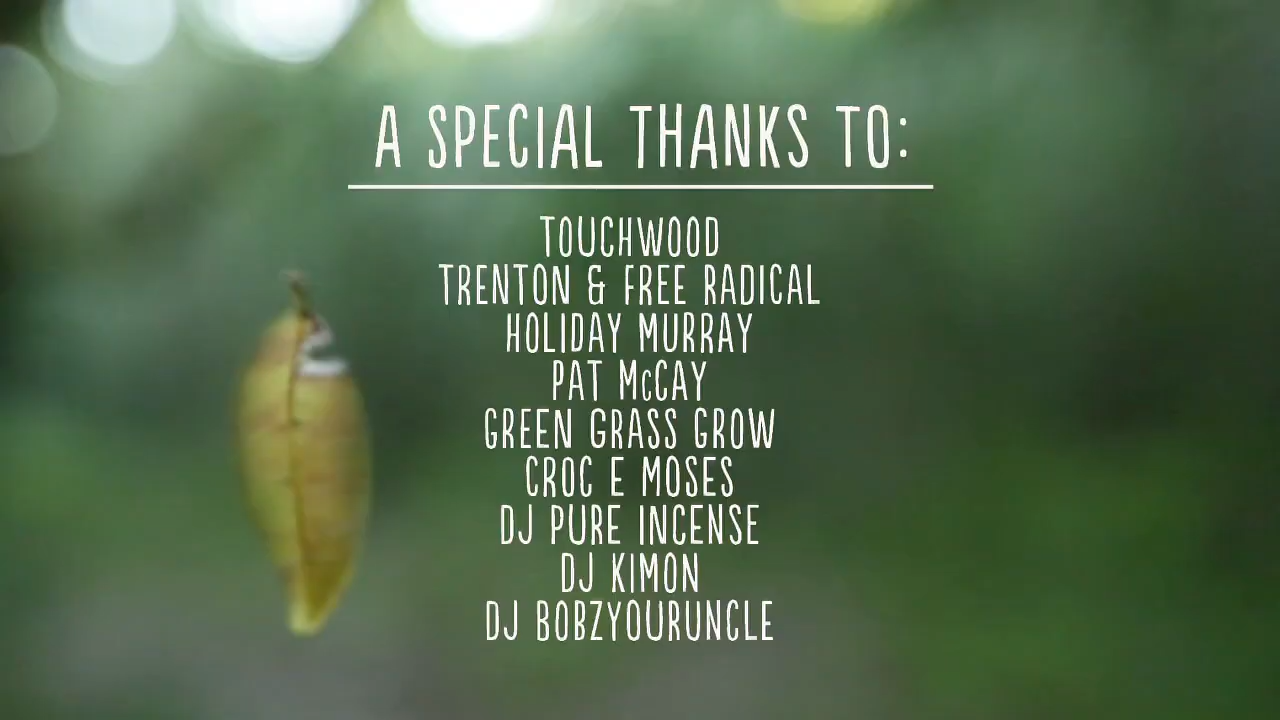 A SPECIAL THANKS TO:
TOUCHWOOD
TRENTON & FREE RADICAL
HOLIDAY MURRAY
PAT McCAY
GREEN GRASS GROW
CROC E MOSES
DJ PURE INCENSE
DJ KIMON
DJ BOBZYOURUNCLE